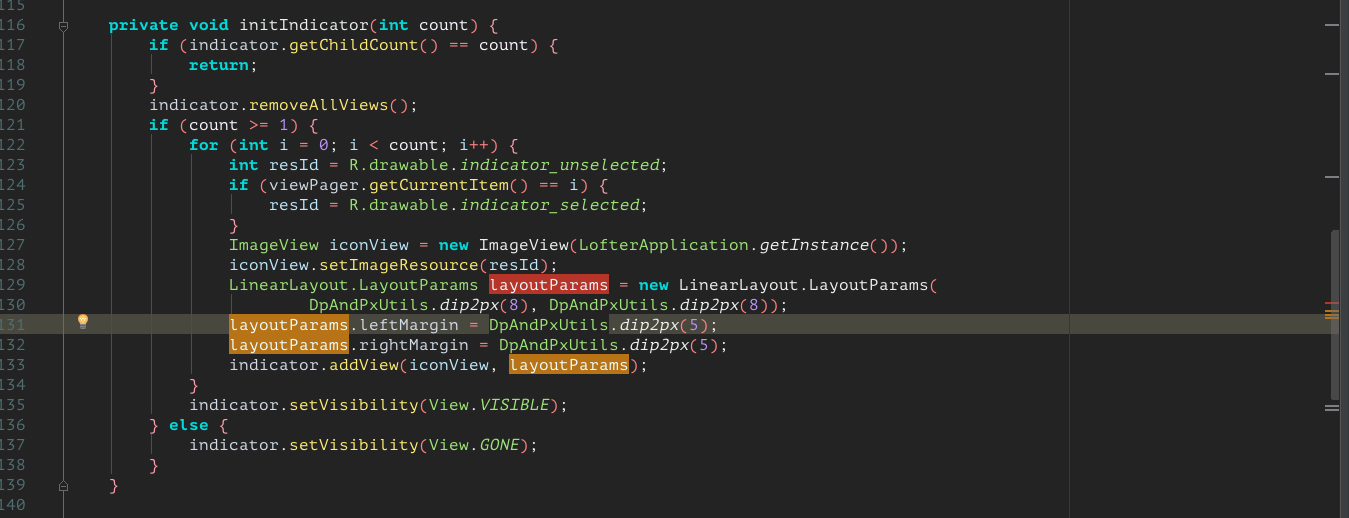 115
116 private void initIndicator(int count) {
117 if (indicator.getChildCount() == count) {
118 return;
119 }
120 indicator.removeAllViews();
121 if (count >= 1) {
122 for (int i = 0; i < count; i++) {
123 int resId = R.drawable.indicator_unselected;
124 if (viewPager.getCurrentItem() == i) {
125 resId = R.drawable.indicator_selected;
126 }
127 ImageView iconView = new ImageView(LofterApplication.getInstance());
128 iconView.setImageResource(resId);
129 LinearLayout.LayoutParams layoutParams = new LinearLayout.LayoutParams(
130 DpAndPxUtils.dip2px(8), DpAndPxUtils.dip2px(8));
131 layoutParams.leftMargin = DpAndPxUtils.dip2px(5);
132 layoutParams.rightMargin = DpAndPxUtils.dip2px(5);
133 indicator.addView(iconView, layoutParams);
134 }
135 indicator.setVisibility(View.VISIBLE);
136 } else {
137 indicator.setVisibility(View.GONE);
138 }
139 }
140